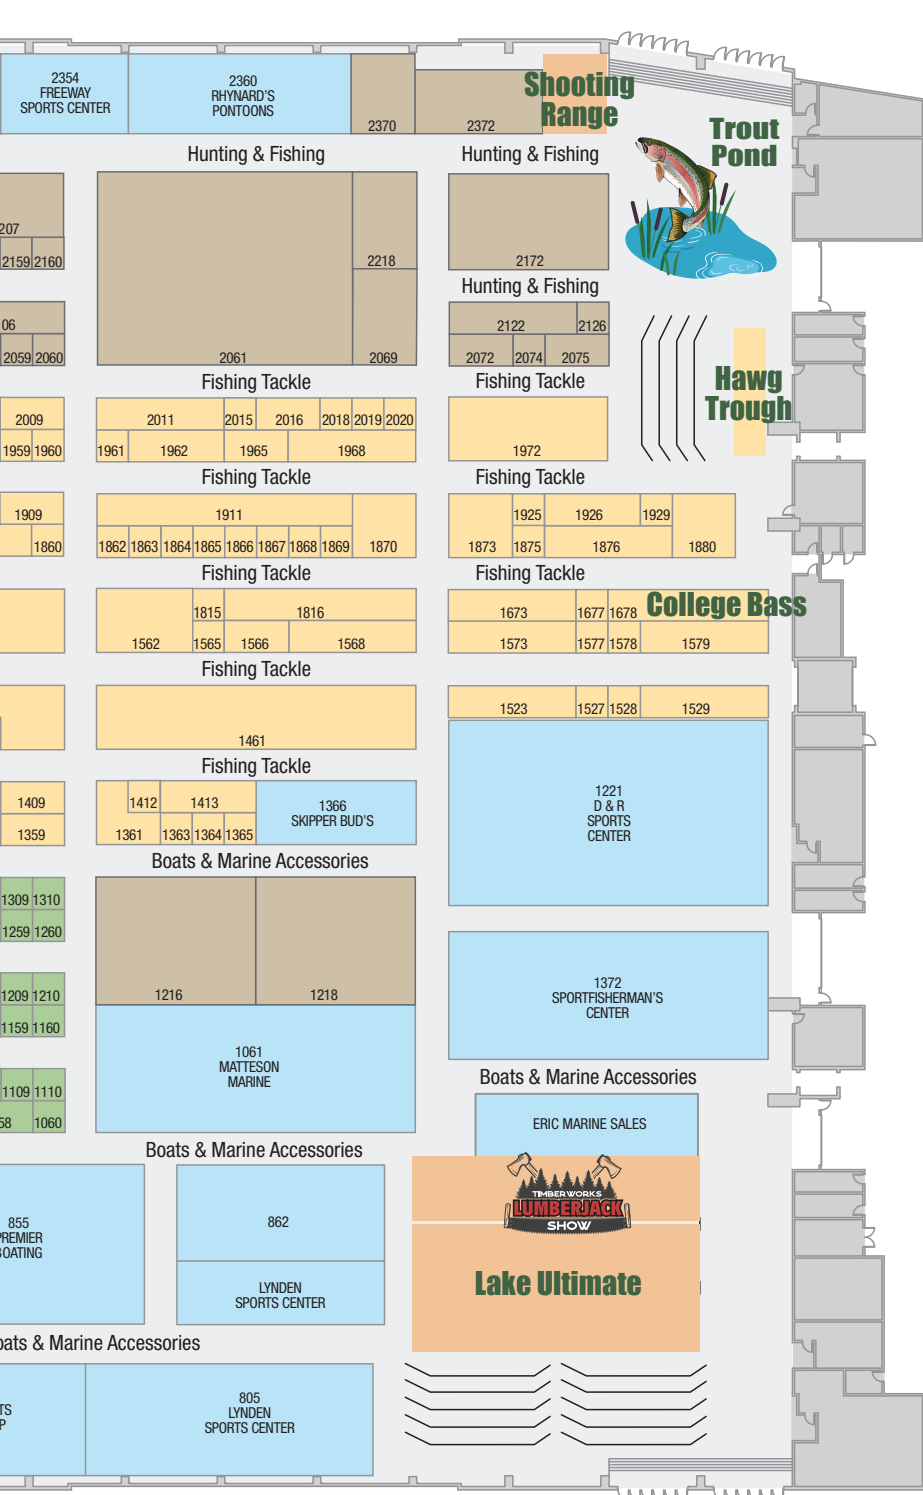 2354
FREEWAY
SPORTS CENTER
2360
RHYNARD'S
PONTOONS
2370
2372
Shooting
Range
Trout
Pond
Hunting & Fishing
Hunting & Fishing
207
2159 2160
2218
2061
2069
2172
Hunting & Fishing
06
2059 2060
2122
2126
2072
2074
2075
Fishing Tackle
Fishing Tackle
Hawg
Trough
2009
1959 1960
2011
2015
2016
2018 2019 2020
1961
1962
1965
1968
1972
Fishing Tackle
Fishing Tackle
1909
1860
1911
1862 1863 1864 1865 1866 1867 1868 1869
1870
1925
1926
1929
1873
1875
1876
1880
Fishing Tackle
Fishing Tackle
1815
1816
1562
1565
1566
1568
1673
1677 1678
College Bass
1573
1577 1578
1579
Fishing Tackle
1461
1523
1527 1528
1529
Fishing Tackle
1409
1359
1412
1413
1361
1363 1364 1365
1366
SKIPPER BUD'S
1221
D & R
SPORTS
CENTER
Boats & Marine Accessories
1309 1310
1259 1260
1209 1210
1159 1160
1109 1110
58
1060
1216
1218
1061
MATTESON
MARINE
1372
SPORTFISHERMAN'S
CENTER
Boats & Marine Accessories
ERIC MARINE SALES
Boats & Marine Accessories
855
PREMIER
BOATING
862
LYNDEN
SPORTS CENTER
TIMBERWORKS
LUMBERJACK
SHOW
Lake Ultimate
oats & Marine Accessories
TS
P
805
LYNDEN
SPORTS CENTER